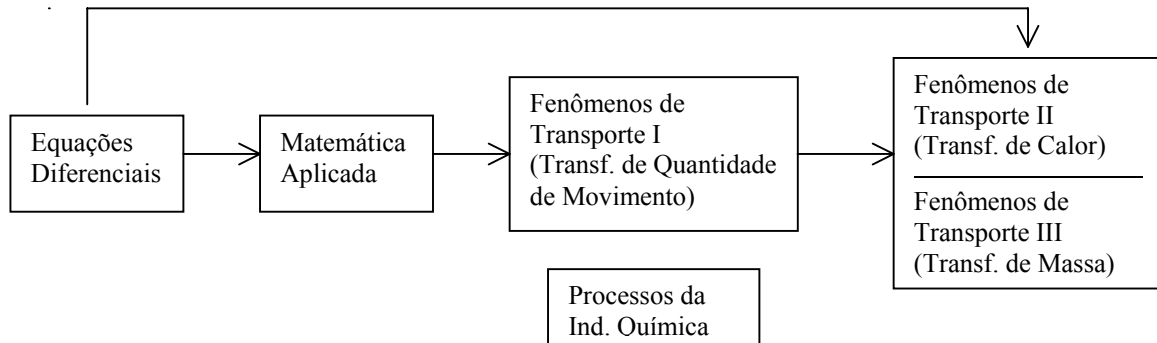 Equações
Diferenciais
Matemática
Aplicada
Fenômenos de
Transporte I
(Transf. de Quantidade
de Movimento)
Fenômenos de
Transporte II
(Transf. de Calor)
Fenômenos de
Transporte III
(Transf. de Massa)
Processos da
Ind. Química